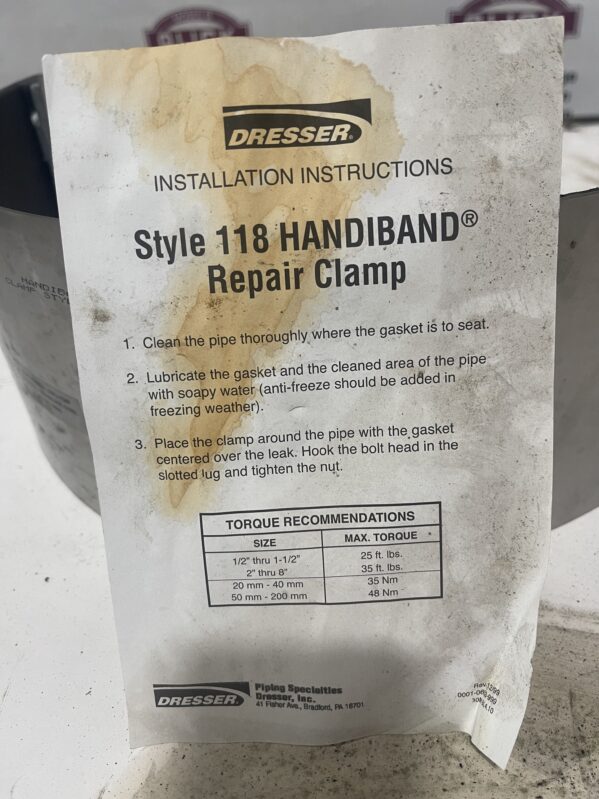 DRESSER®
INSTALLATION INSTRUCTIONS
Style 118 HANDIBAND®
Repair Clamp
1. Clean the pipe thoroughly where the gasket is to seat.
2. Lubricate the gasket and the cleaned area of the pipe
with soapy water (anti-freeze should be added in
freezing weather).
3. Place the clamp around the pipe with the gasket
centered over the leak. Hook the bolt head in the
slotted lug and tighten the nut.
TORQUE RECOMMENDATIONS
SIZE MAX. TORQUE
1/2" thru 1-1/2" 25 ft. lbs.
2" thru 8" 35 ft. lbs.
20 mm - 40 mm 35 Nm
50 mm - 200 mm 48 Nm
DRESSER®
Piping Specialties
Dresser, Inc.
41 Fisher Ave., Bradford, PA 16701
Rev.